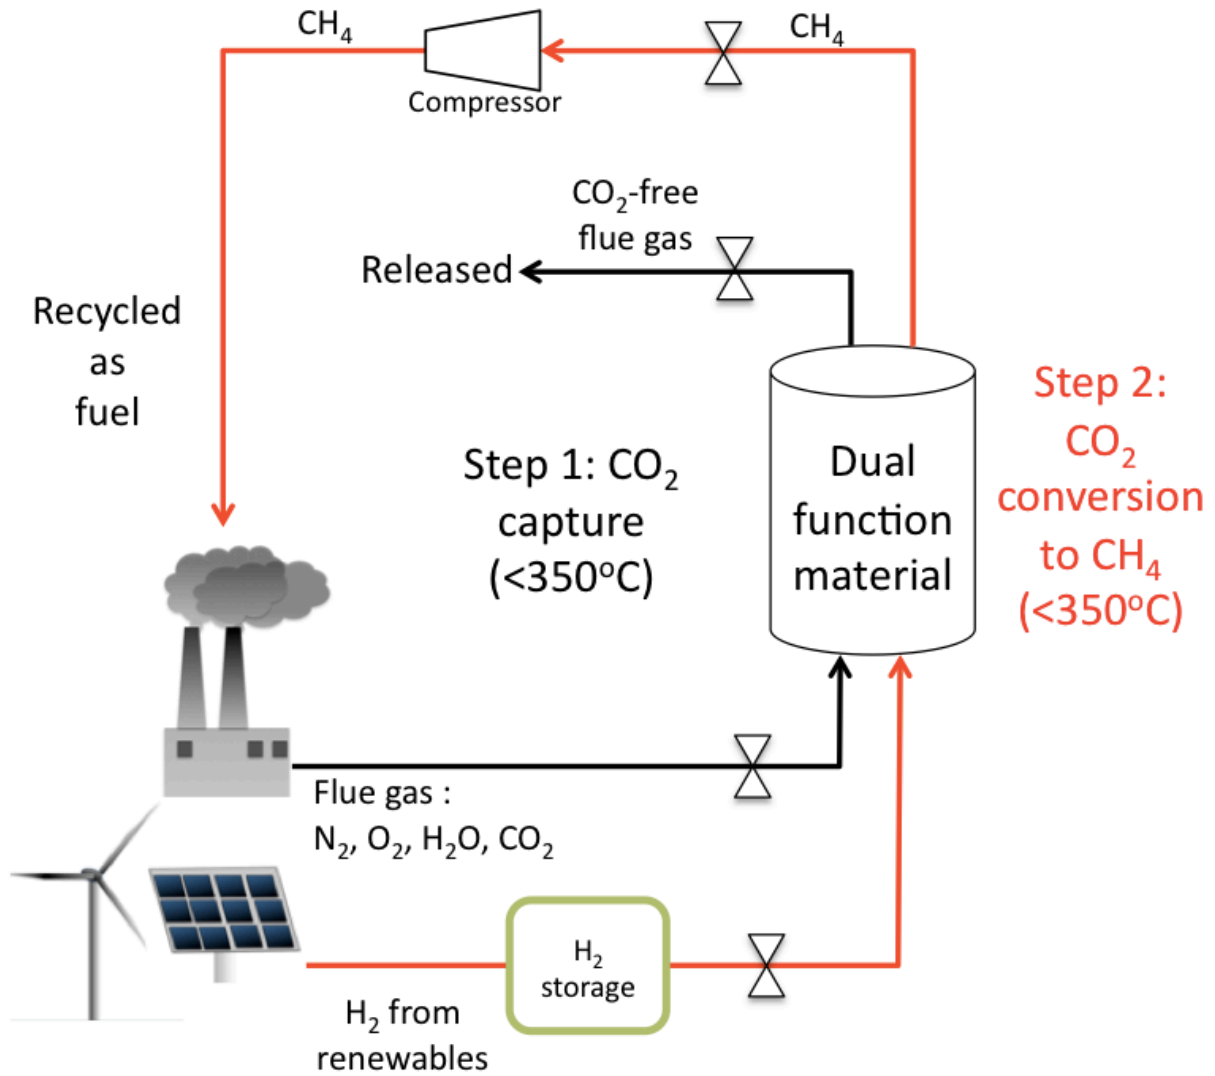 CH₄
CH₄
Compressor
CO₂-free
flue gas
Released
Recycled
as
fuel
Step 1: CO₂
capture
(<350°C)
Dual
function
material
Step 2:
CO₂
conversion
to CH₄
(<350°C)
Flue gas :
N₂, O₂, H₂O, CO₂
H₂
storage
H₂ from
renewables